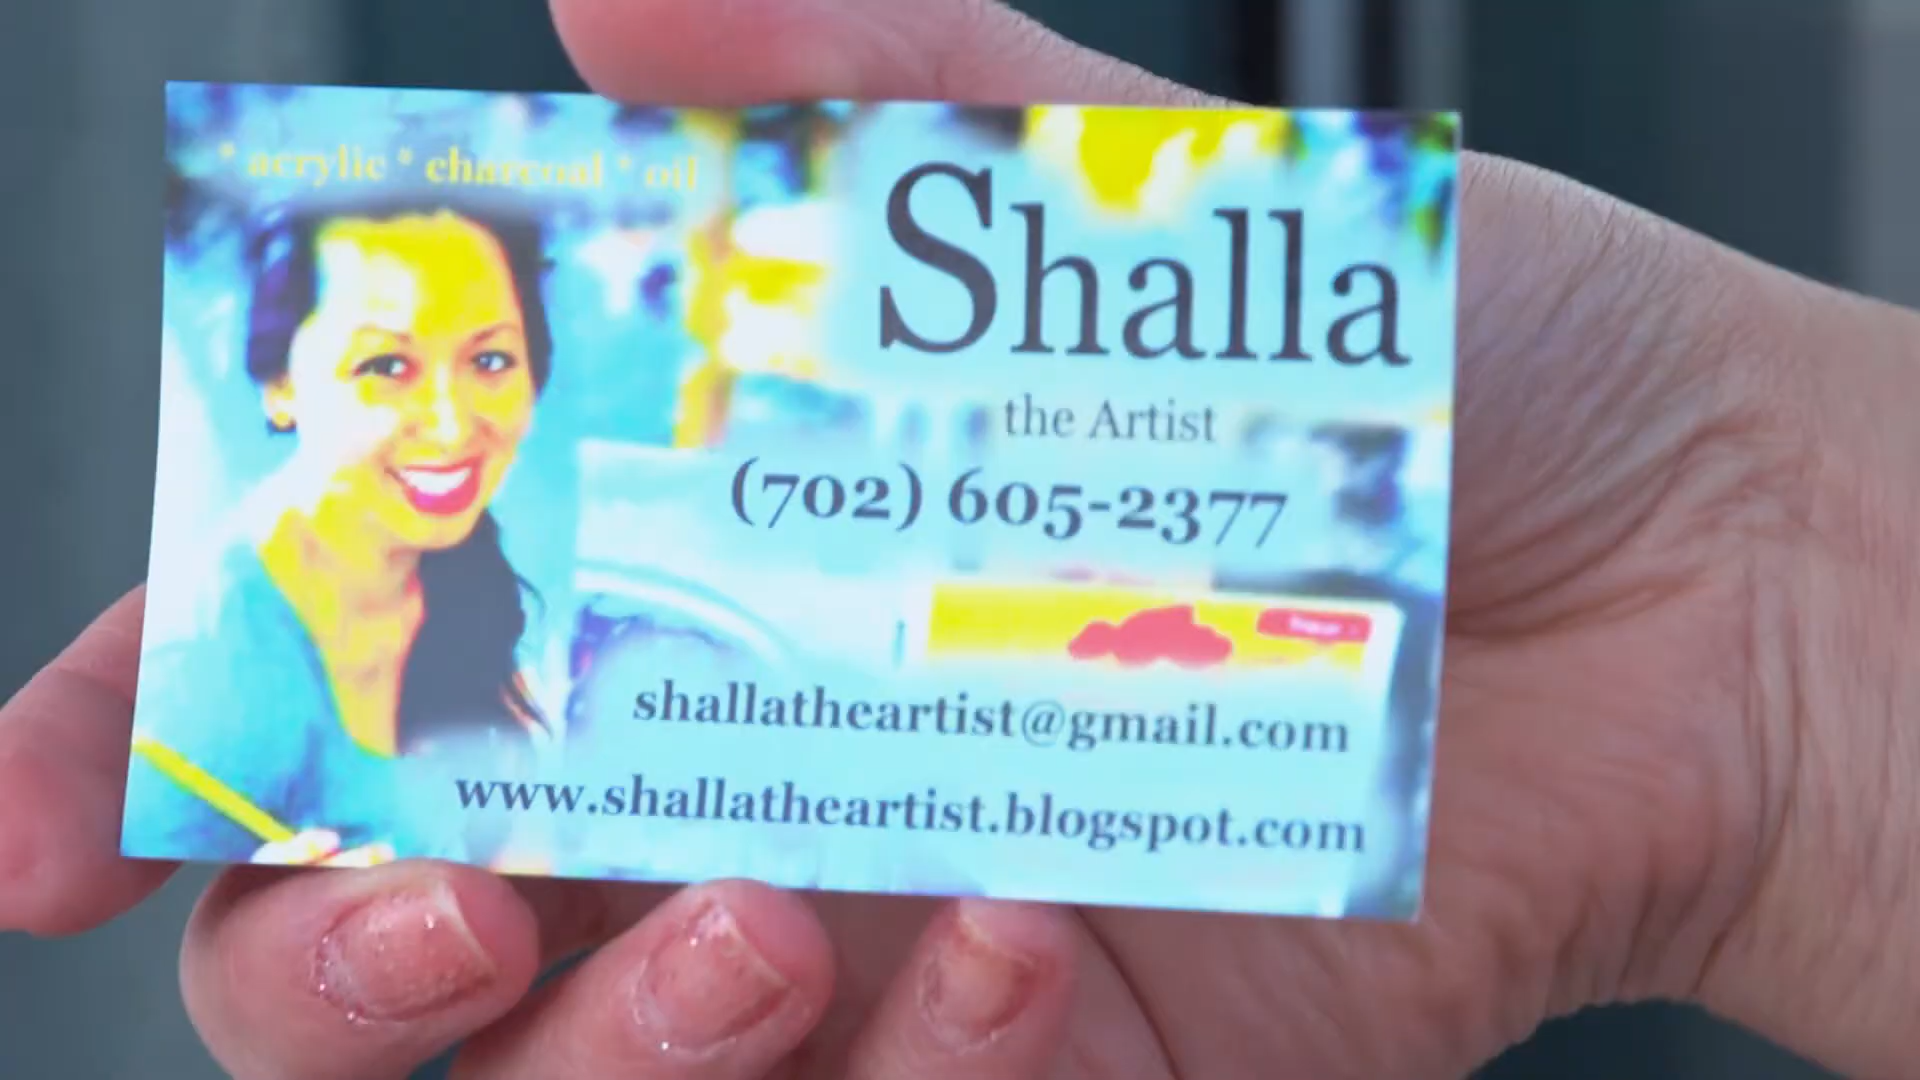 * acrylic * charcoal * oil
Shalla
the Artist
(702) 605-2377
shallatheartist@gmail.com
www.shallatheartist.blogspot.com